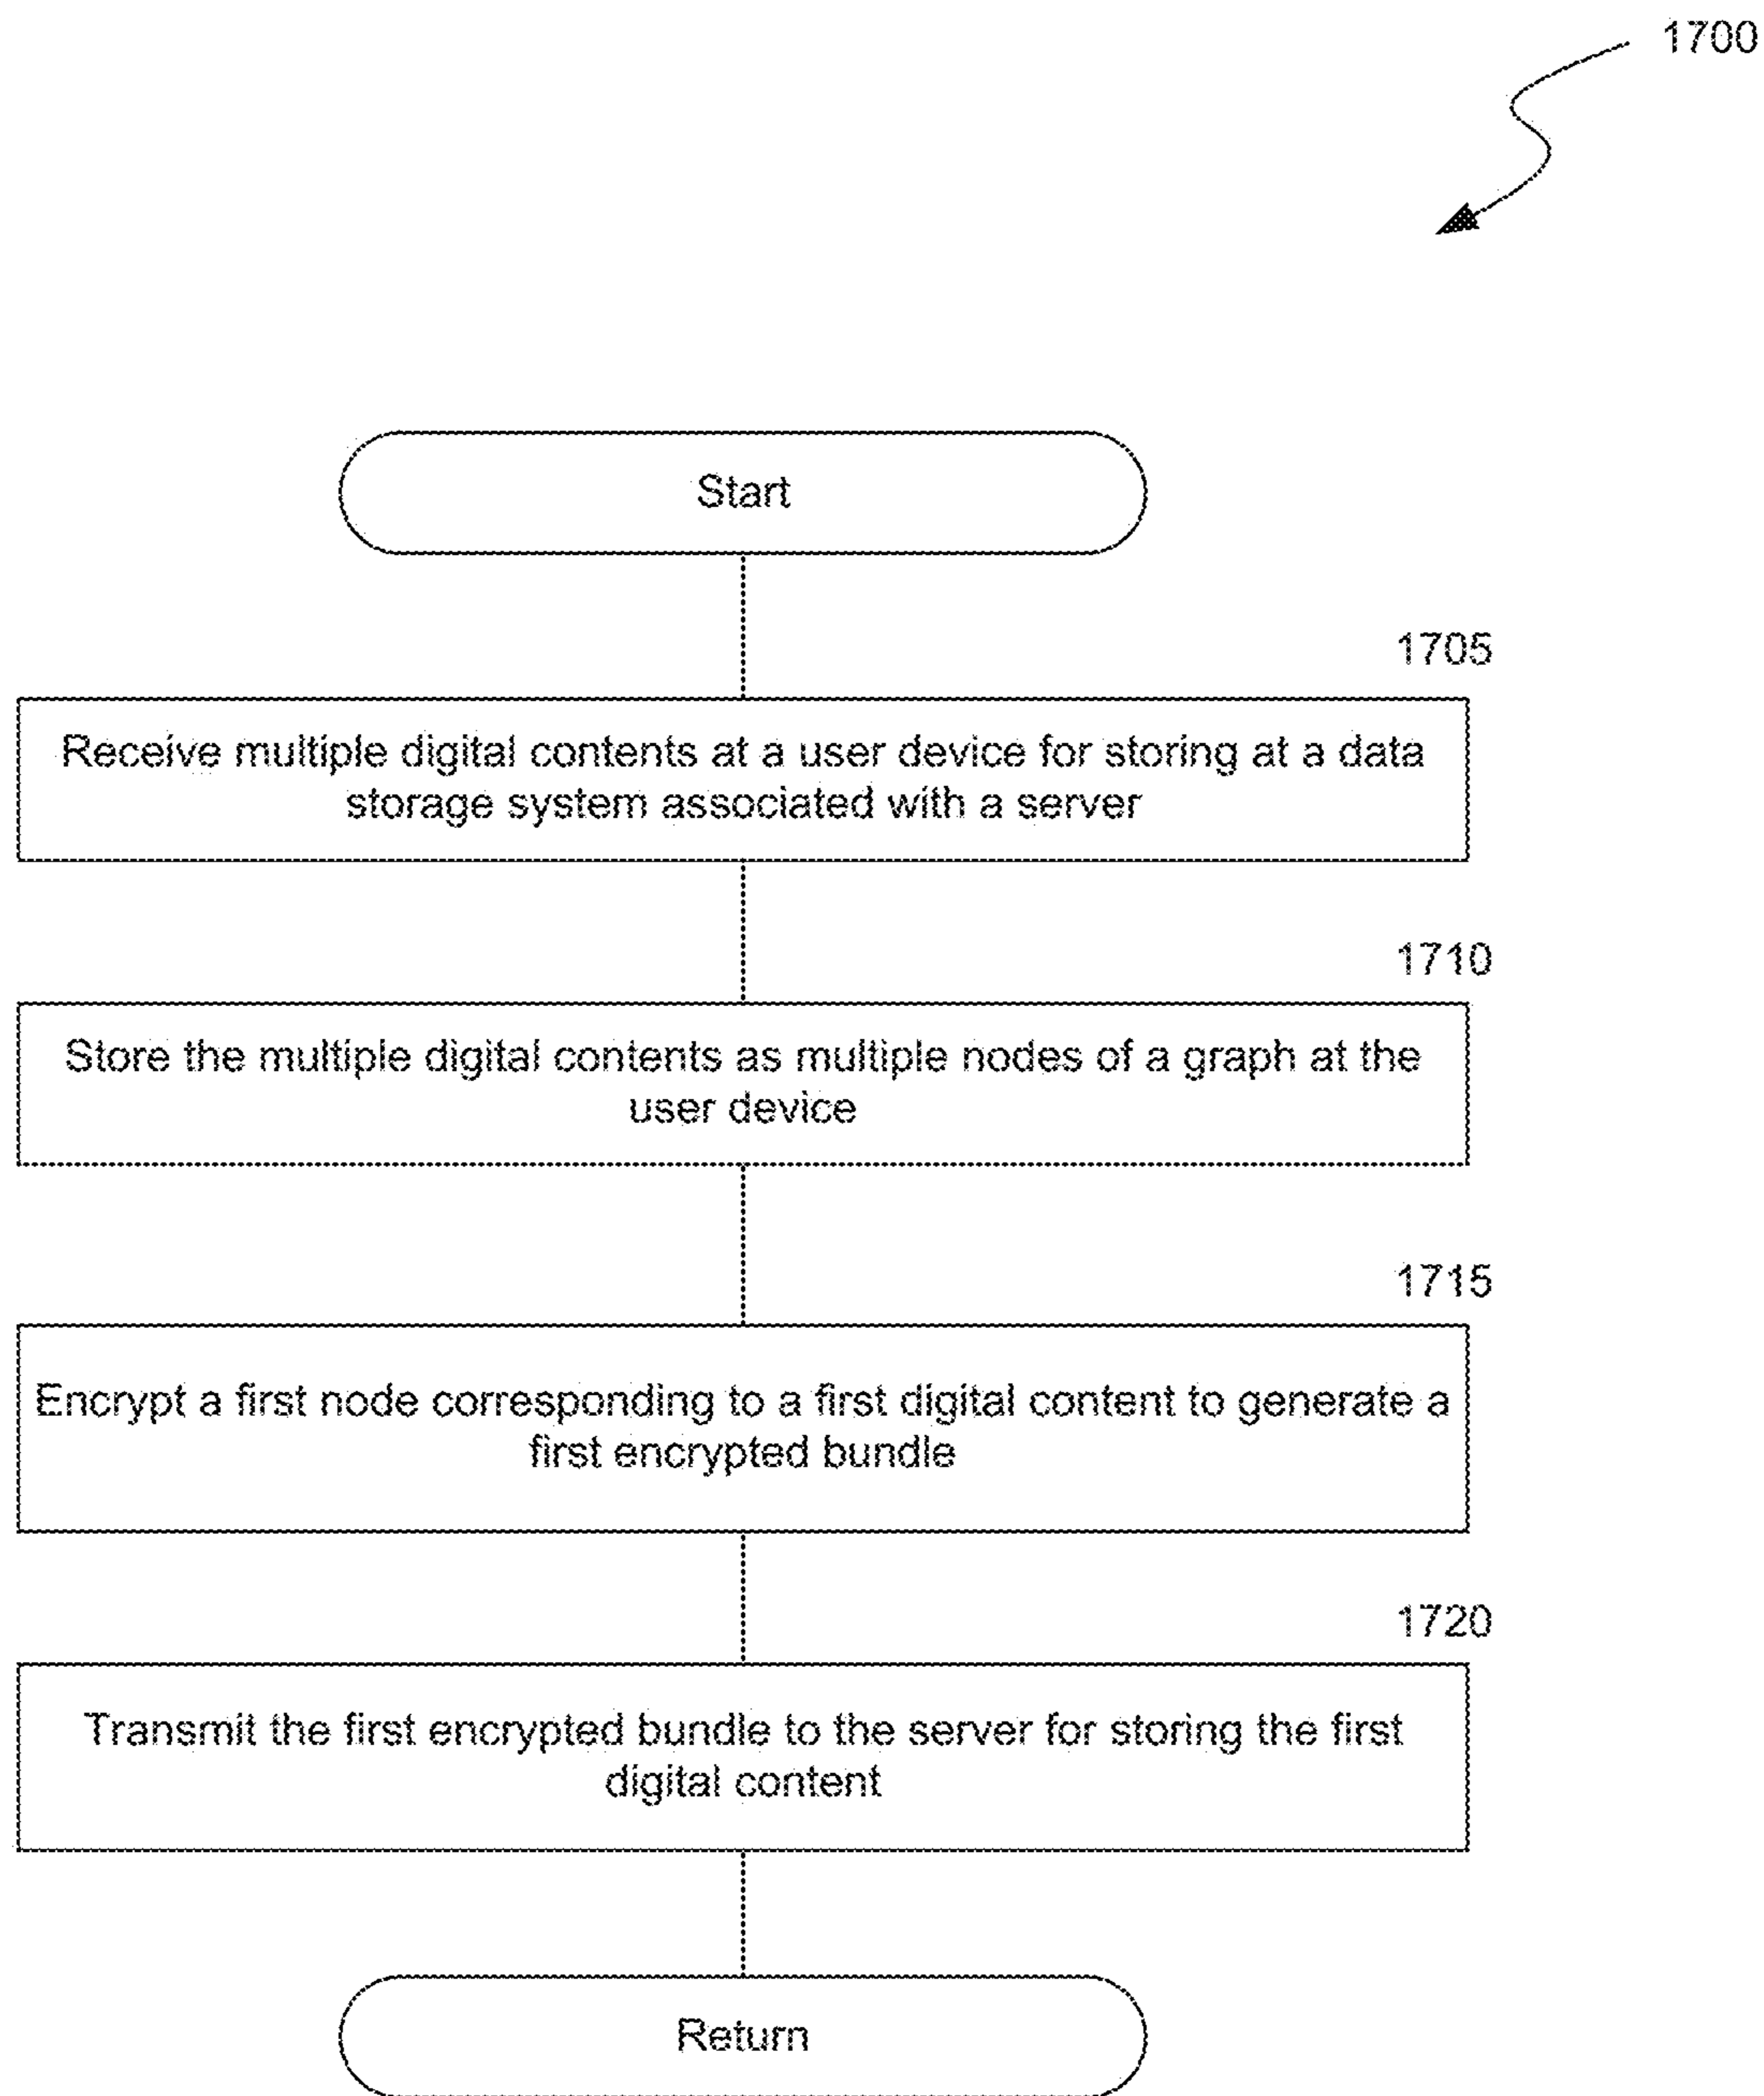 1700
Start
1705
Receive multiple digital contents at a user device for storing at a data
storage system associated with a server
1710
Store the multiple digital contents as multiple nodes of a graph at the
user device
1715
Encrypt a first node corresponding to a first digital content to generate a
first encrypted bundle
1720
Transmit the first encrypted bundle to the server for storing the first
digital content
Return